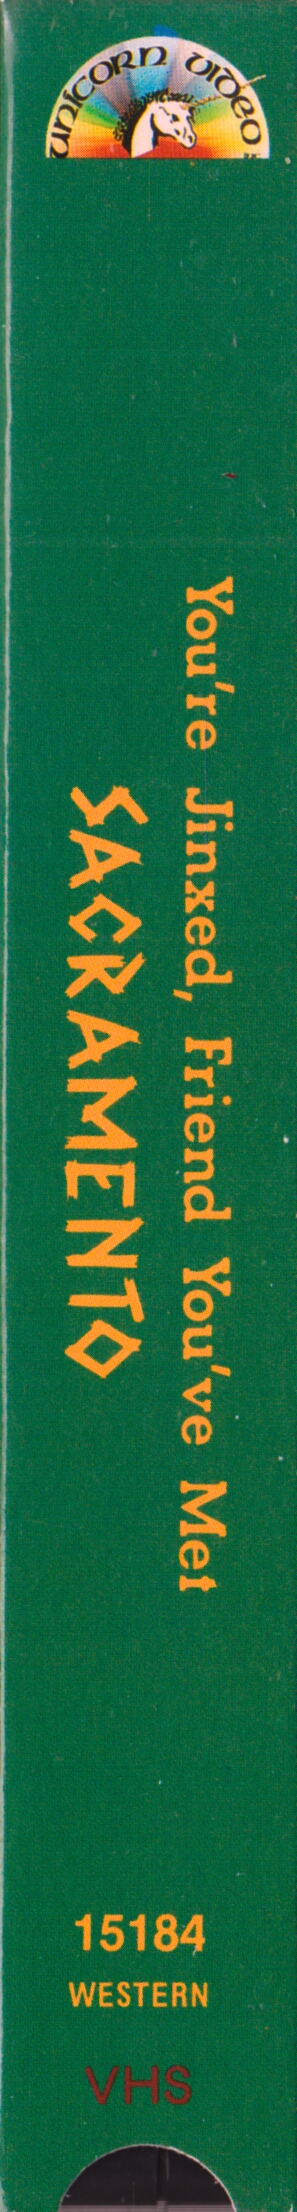 UNICORN VIDEO
You're Jinxed, Friend You've Met
SACRAMENTO
15184
WESTERN
VHS